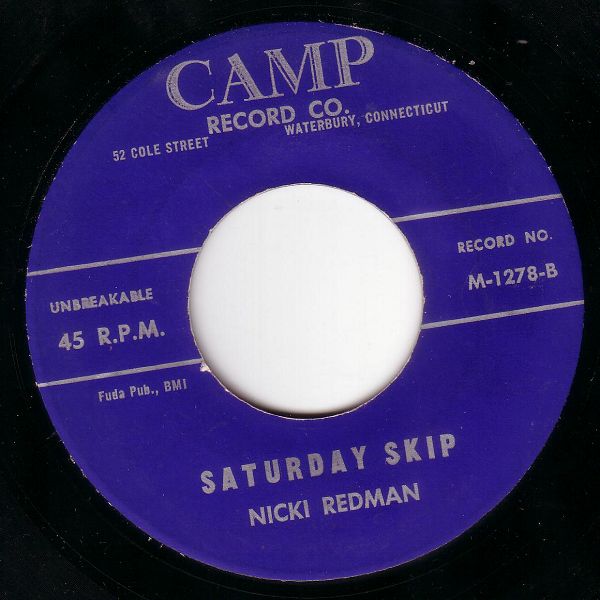 CAMP
RECORD CO.
52 COLE STREET
WATERBURY, CONNECTICUT
RECORD NO.
M-1278-B
UNBREAKABLE
45 R.P.M.
Fuda Pub., BMI
SATURDAY SKIP
NICKI REDMAN